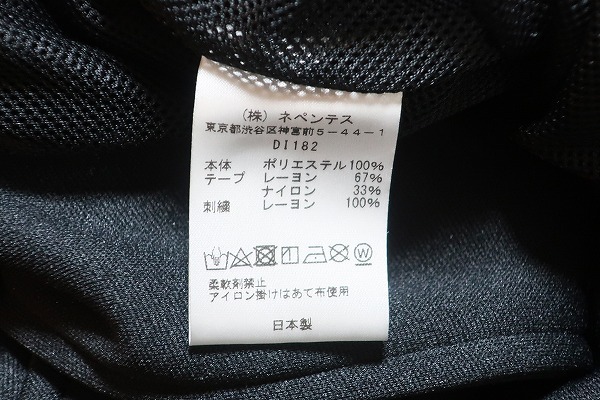 (株) ネペンテス
東京都渋谷区神宮前5-44-1
DI182
本体 ポリエステル100%
テープ レーヨン 67%
ナイロン 33%
刺繍 レーヨン 100%
W
柔軟剤禁止
アイロン掛けはあて布使用
日本製